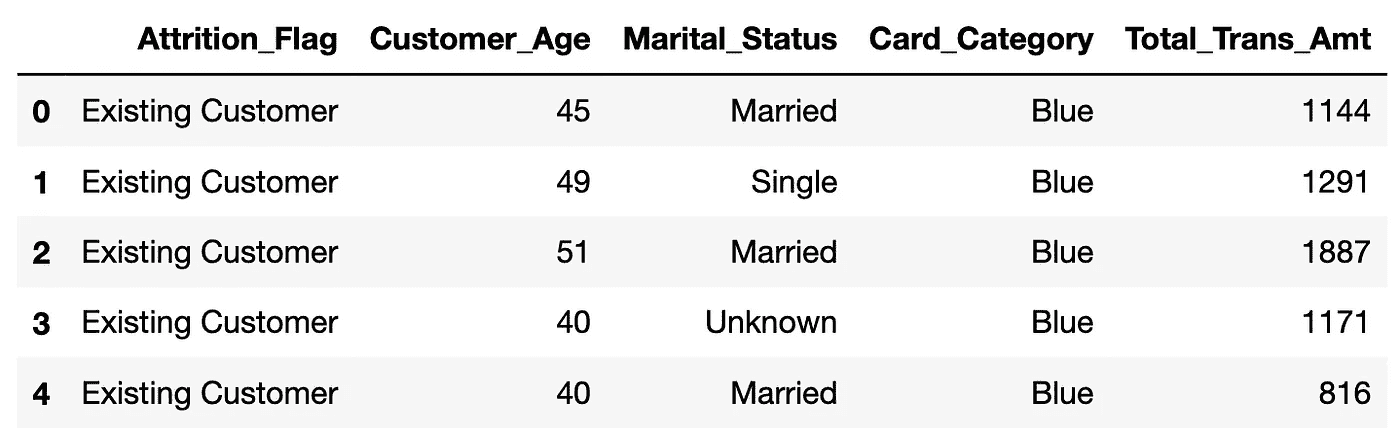 Attrition_Flag Customer_Age Marital_Status Card_Category Total_Trans_Amt
0 Existing Customer 45 Married Blue 1144
1 Existing Customer 49 Single Blue 1291
2 Existing Customer 51 Married Blue 1887
3 Existing Customer 40 Unknown Blue 1171
4 Existing Customer 40 Married Blue 816